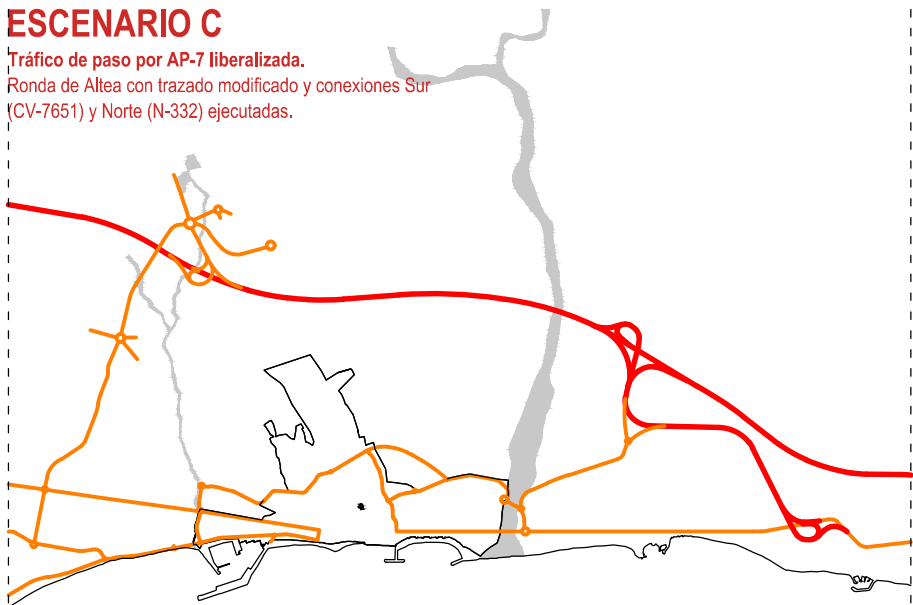 ESCENARIO C
Tráfico de paso por AP-7 liberalizada.
Ronda de Altea con trazado modificado y conexiones Sur
(CV-7651) y Norte (N-332) ejecutadas.